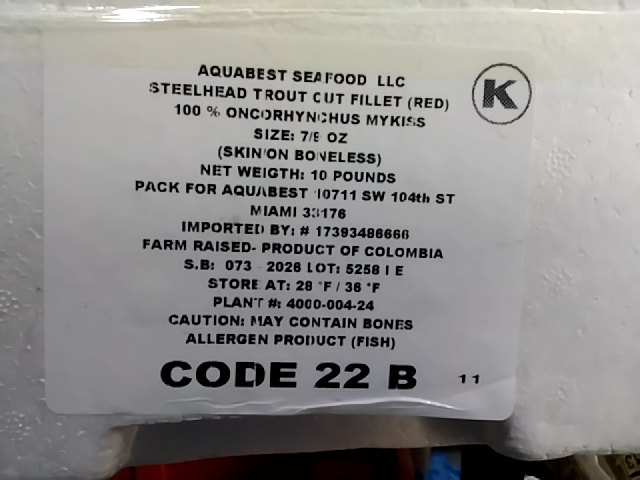 AQUABEST SEAFOOD LLC
STEELHEAD TROUT CUT FILLET (RED)
K
100 % ONCORHYNCHUS MYKISS
SIZE: 7/8 OZ
(SKIN ON BONELESS)
NET WEIGTH: 10 POUNDS
PACK FOR AQUABEST 10711 SW 104th ST
MIAMI 33176
IMPORTED BY: # 17393486666
FARM RAISED- PRODUCT OF COLOMBIA
S.B: 073 2026 LOT: 5258 I E
STORE AT: 28 °F / 36 °F
PLANT #: 4000-004-24
CAUTION: MAY CONTAIN BONES
ALLERGEN PRODUCT (FISH)
CODE 22 B 11